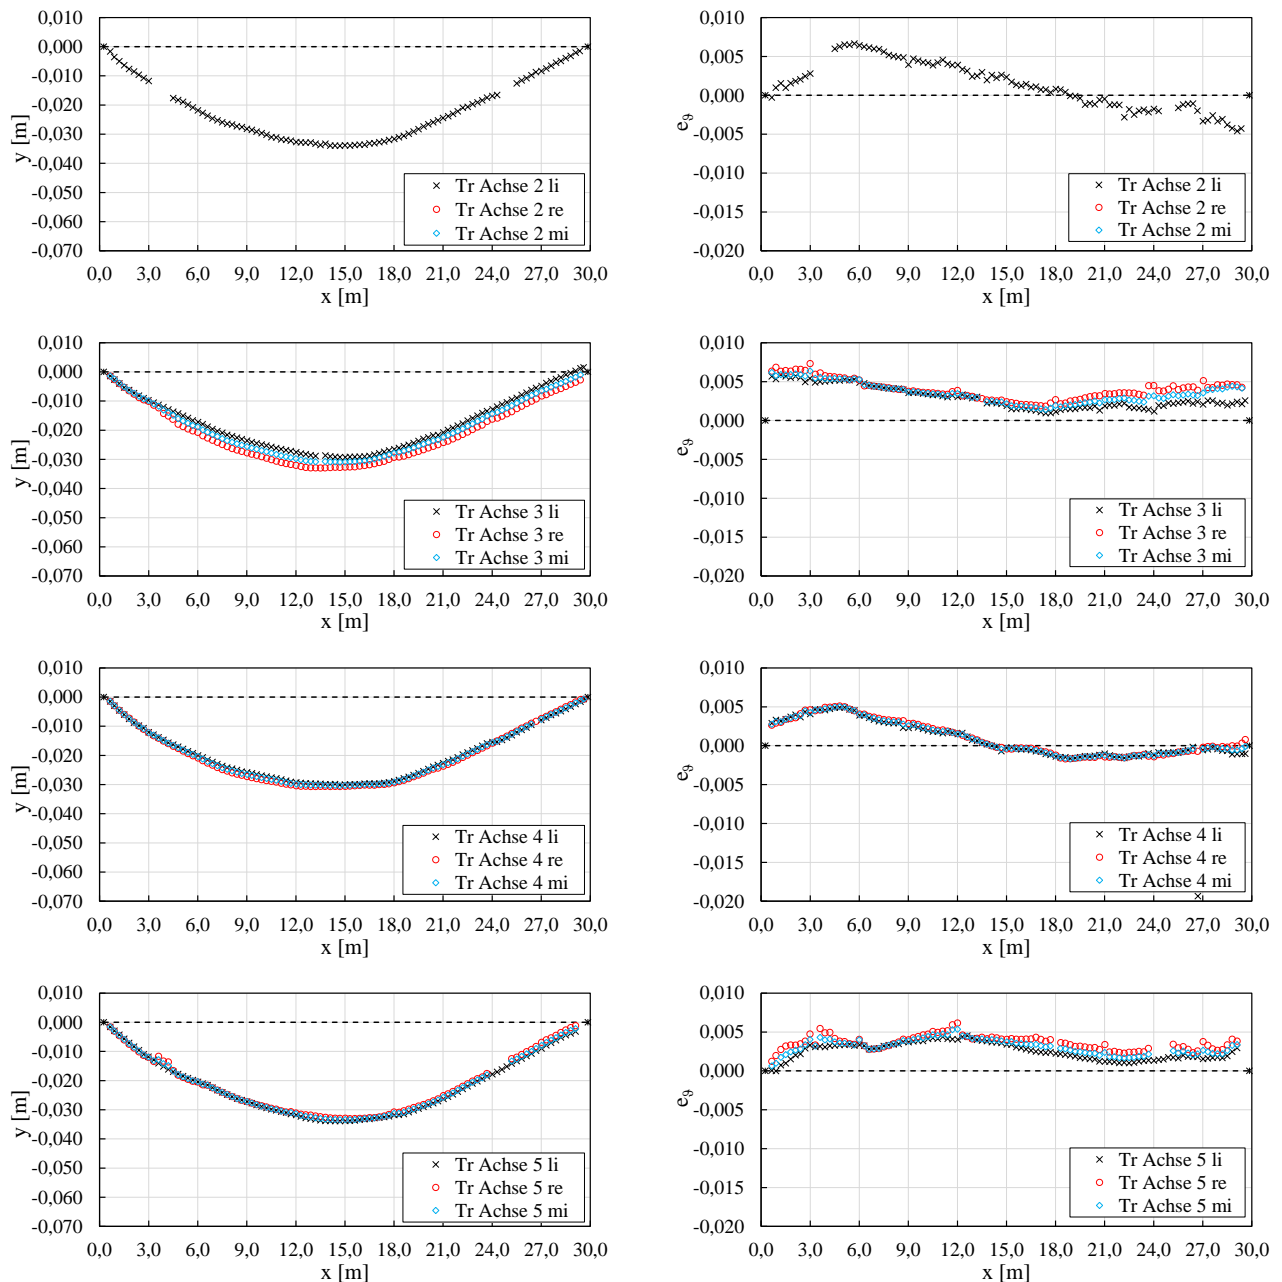 0,010
0,000
-0,010
-0,020
-0,030
-0,040
-0,050
-0,060
-0,070
y [m]
Tr Achse 2 li
Tr Achse 2 re
Tr Achse 2 mi
0,0 3,0 6,0 9,0 12,0 15,0 18,0 21,0 24,0 27,0 30,0
x [m]
0,010
0,005
0,000
-0,005
-0,010
-0,015
-0,020
eϑ
Tr Achse 2 li
Tr Achse 2 re
Tr Achse 2 mi
0,0 3,0 6,0 9,0 12,0 15,0 18,0 21,0 24,0 27,0 30,0
x [m]
0,010
0,000
-0,010
-0,020
-0,030
-0,040
-0,050
-0,060
-0,070
y [m]
Tr Achse 3 li
Tr Achse 3 re
Tr Achse 3 mi
0,0 3,0 6,0 9,0 12,0 15,0 18,0 21,0 24,0 27,0 30,0
x [m]
0,010
0,005
0,000
-0,005
-0,010
-0,015
-0,020
eϑ
Tr Achse 3 li
Tr Achse 3 re
Tr Achse 3 mi
0,0 3,0 6,0 9,0 12,0 15,0 18,0 21,0 24,0 27,0 30,0
x [m]
0,010
0,000
-0,010
-0,020
-0,030
-0,040
-0,050
-0,060
-0,070
y [m]
Tr Achse 4 li
Tr Achse 4 re
Tr Achse 4 mi
0,0 3,0 6,0 9,0 12,0 15,0 18,0 21,0 24,0 27,0 30,0
x [m]
0,010
0,005
0,000
-0,005
-0,010
-0,015
-0,020
eϑ
Tr Achse 4 li
Tr Achse 4 re
Tr Achse 4 mi
0,0 3,0 6,0 9,0 12,0 15,0 18,0 21,0 24,0 27,0 30,0
x [m]
0,010
0,000
-0,010
-0,020
-0,030
-0,040
-0,050
-0,060
-0,070
y [m]
Tr Achse 5 li
Tr Achse 5 re
Tr Achse 5 mi
0,0 3,0 6,0 9,0 12,0 15,0 18,0 21,0 24,0 27,0 30,0
x [m]
0,010
0,005
0,000
-0,005
-0,010
-0,015
-0,020
eϑ
Tr Achse 5 li
Tr Achse 5 re
Tr Achse 5 mi
0,0 3,0 6,0 9,0 12,0 15,0 18,0 21,0 24,0 27,0 30,0
x [m]